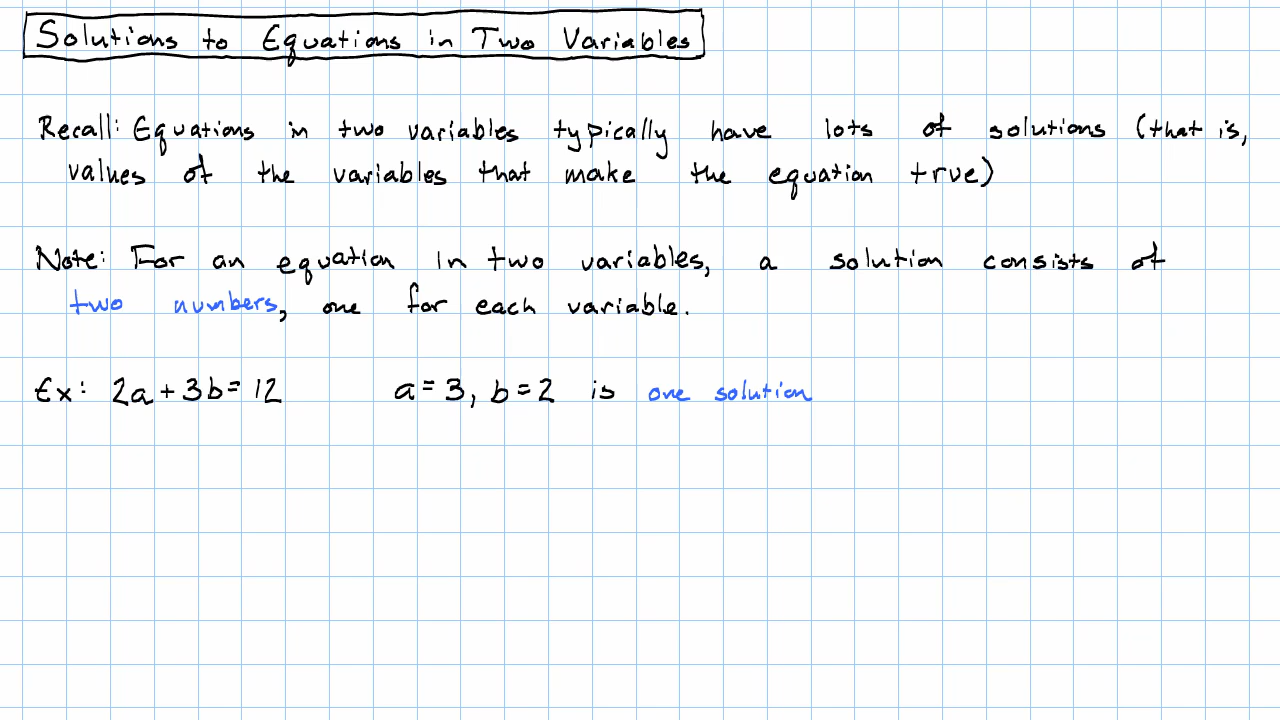 Solutions to Equations in Two Variables
Recall: Equations in two variables typically have lots of solutions (that is,
values of the variables that make the equation true)
Note: For an equation in two variables, a solution consists of
two numbers, one for each variable.
Ex: 2a + 3b = 12 a = 3, b = 2 is one solution